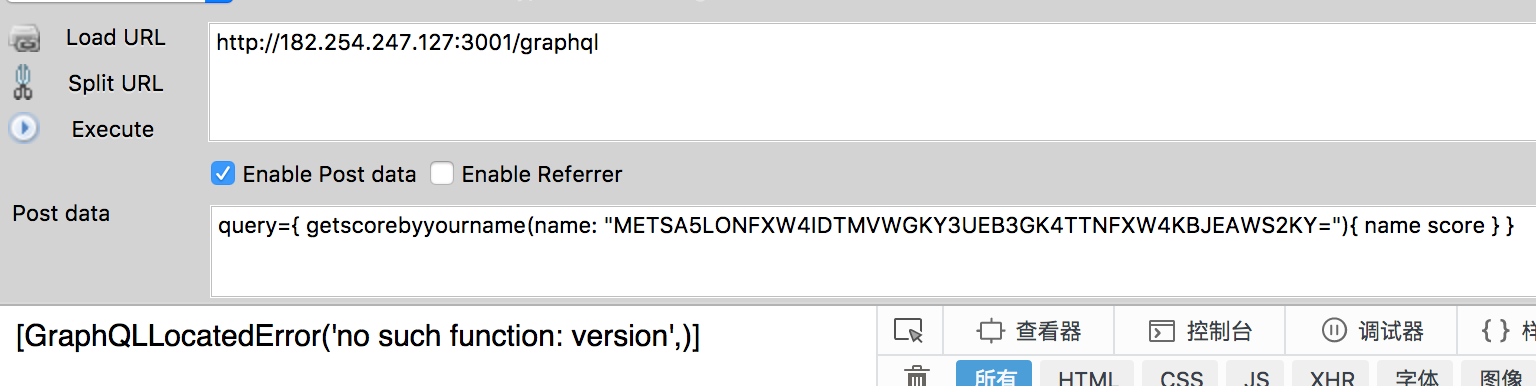 Load URL
http://182.254.247.127:3001/graphql
Split URL
Execute
Enable Post data
Enable Referrer
Post data
query={ getscorebyyourname(name: "METSA5LONFXW4IDTMVWGKY3UEB3GK4TTNFXW4KBJEAWS2KY="){ name score } }
[GraphQLLocatedError('no such function: version',)]
查看器
控制台
调试器
{ }
所有
HTML
CSS
JS
XHR
字体
图像